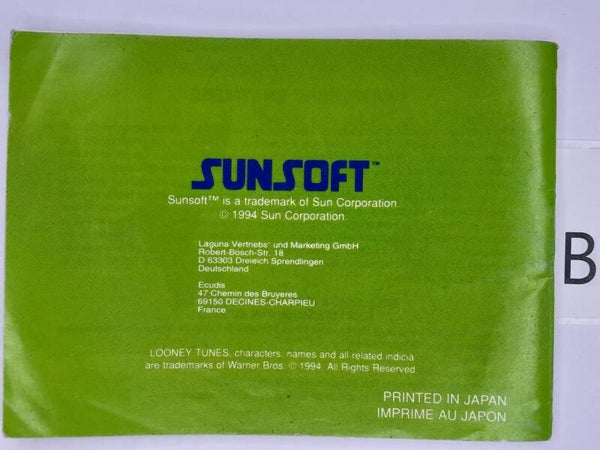 SUNSOFT™
Sunsoft™ is a trademark of Sun Corporation.
© 1994 Sun Corporation.
Laguna Vertriebs- und Marketing GmbH
Robert-Bosch-Str. 18
D 63303 Dreieich Sprendlingen
Deutschland
Ecudis
47 Chemin des Bruyeres
69150 DECINES-CHARPIEU
France
LOONEY TUNES, characters, names and all related indicia
are trademarks of Warner Bros. © 1994. All Rights Reserved.
PRINTED IN JAPAN
IMPRIME AU JAPON
B